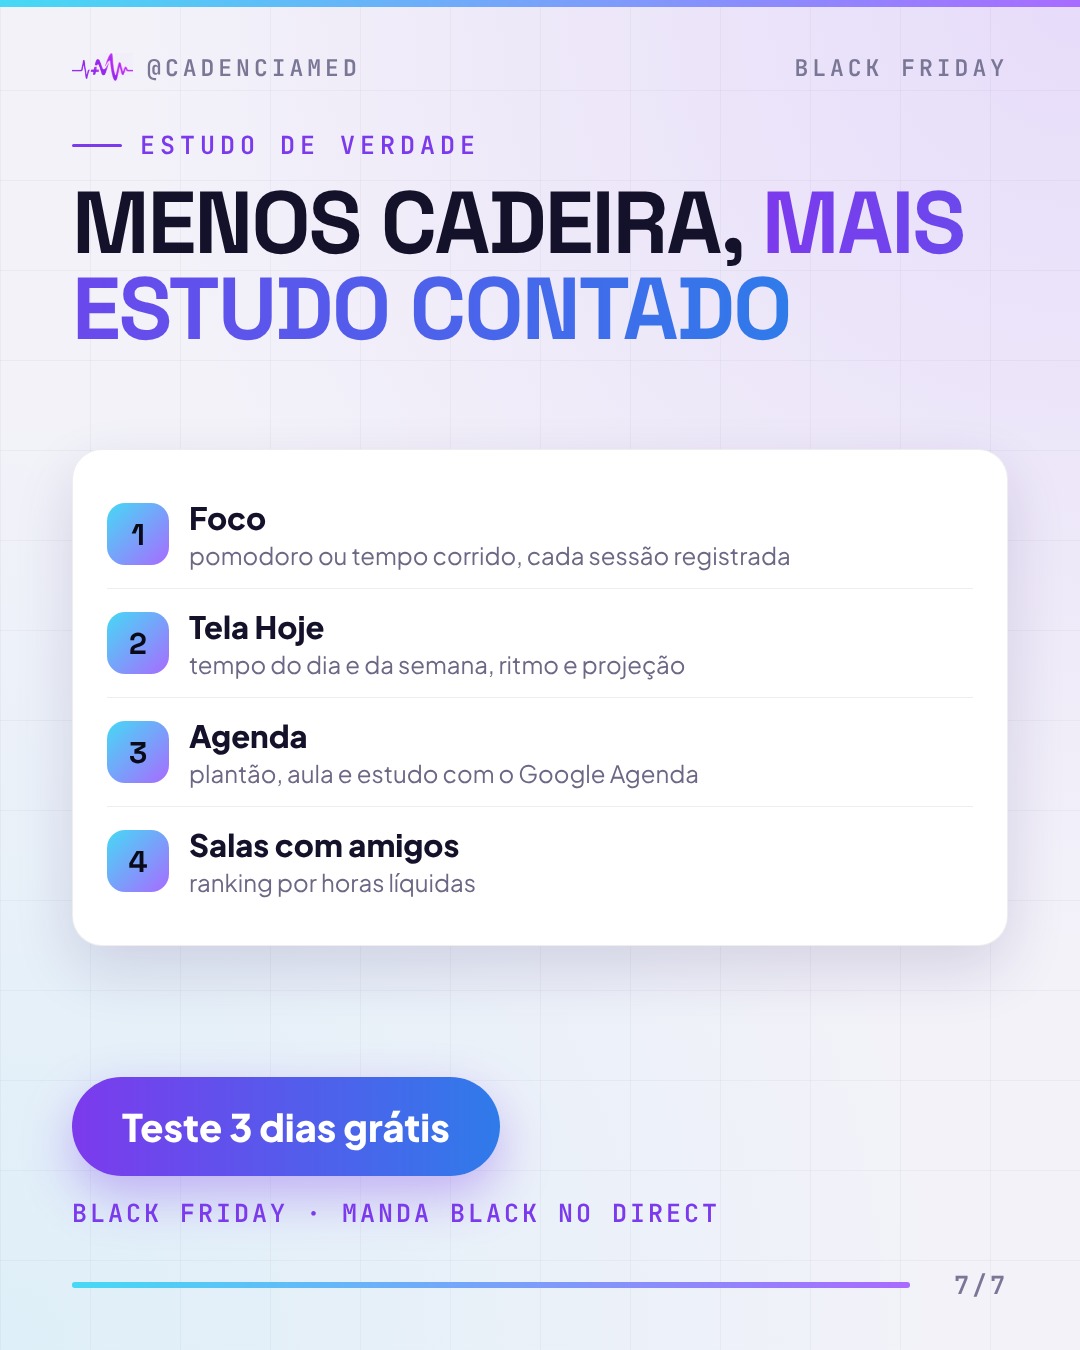 @CADENCIAMED
BLACK FRIDAY
ESTUDO DE VERDADE
MENOS CADEIRA, MAIS
ESTUDO CONTADO
1
Foco
pomodoro ou tempo corrido, cada sessão registrada
2
Tela Hoje
tempo do dia e da semana, ritmo e projeção
3
Agenda
plantão, aula e estudo com o Google Agenda
4
Salas com amigos
ranking por horas líquidas
Teste 3 dias grátis
BLACK FRIDAY · MANDA BLACK NO DIRECT
7/7